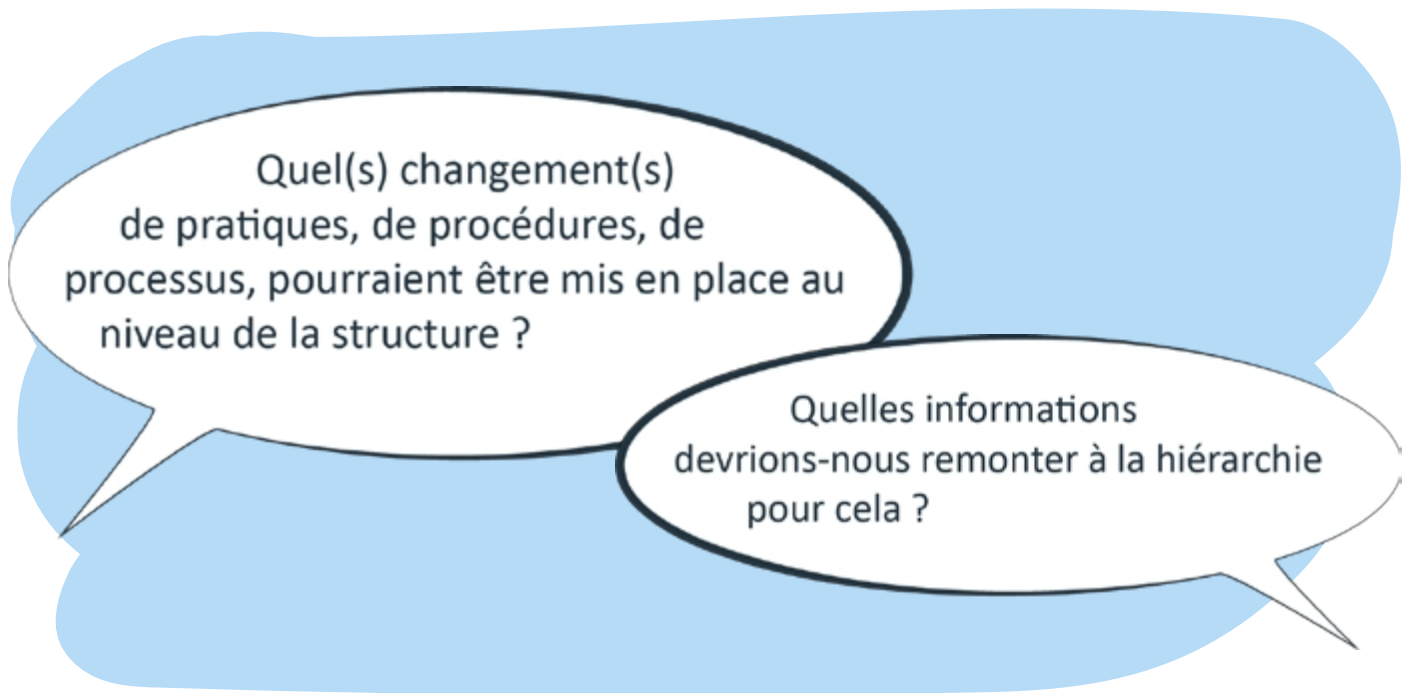 Quel(s) changement(s)
de pratiques, de procédures, de
processus, pourraient être mis en place au
niveau de la structure ?
Quelles informations
devrions-nous remonter à la hiérarchie
pour cela ?